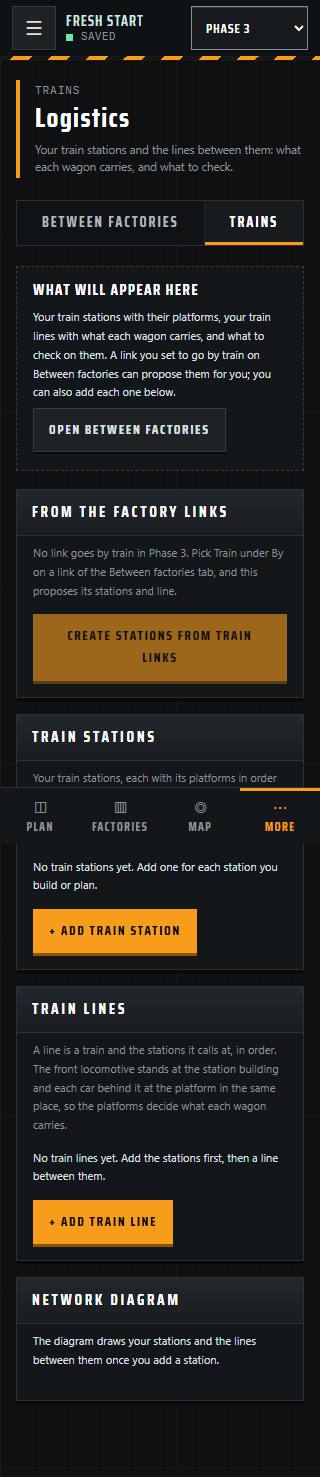 FRESH START
SAVED
PHASE 3
TRAINS
Logistics
Your train stations and the lines between them: what
each wagon carries, and what to check.
BETWEEN FACTORIES
TRAINS
WHAT WILL APPEAR HERE
Your train stations with their platforms, your train
lines with what each wagon carries, and what to
check on them. A link you set to go by train on
Between factories can propose them for you; you
can also add each one below.
OPEN BETWEEN FACTORIES
FROM THE FACTORY LINKS
No link goes by train in Phase 3. Pick Train under By
on a link of the Between factories tab, and this
proposes its stations and line.
CREATE STATIONS FROM TRAIN
LINKS
TRAIN STATIONS
Your train stations, each with its platforms in order
PLAN
FACTORIES
MAP
MORE
No train stations yet. Add one for each station you
build or plan.
+ ADD TRAIN STATION
TRAIN LINES
A line is a train and the stations it calls at, in order.
The front locomotive stands at the station building
and each car behind it at the platform in the same
place, so the platforms decide what each wagon
carries.
No train lines yet. Add the stations first, then a line
between them.
+ ADD TRAIN LINE
NETWORK DIAGRAM
The diagram draws your stations and the lines
between them once you add a station.